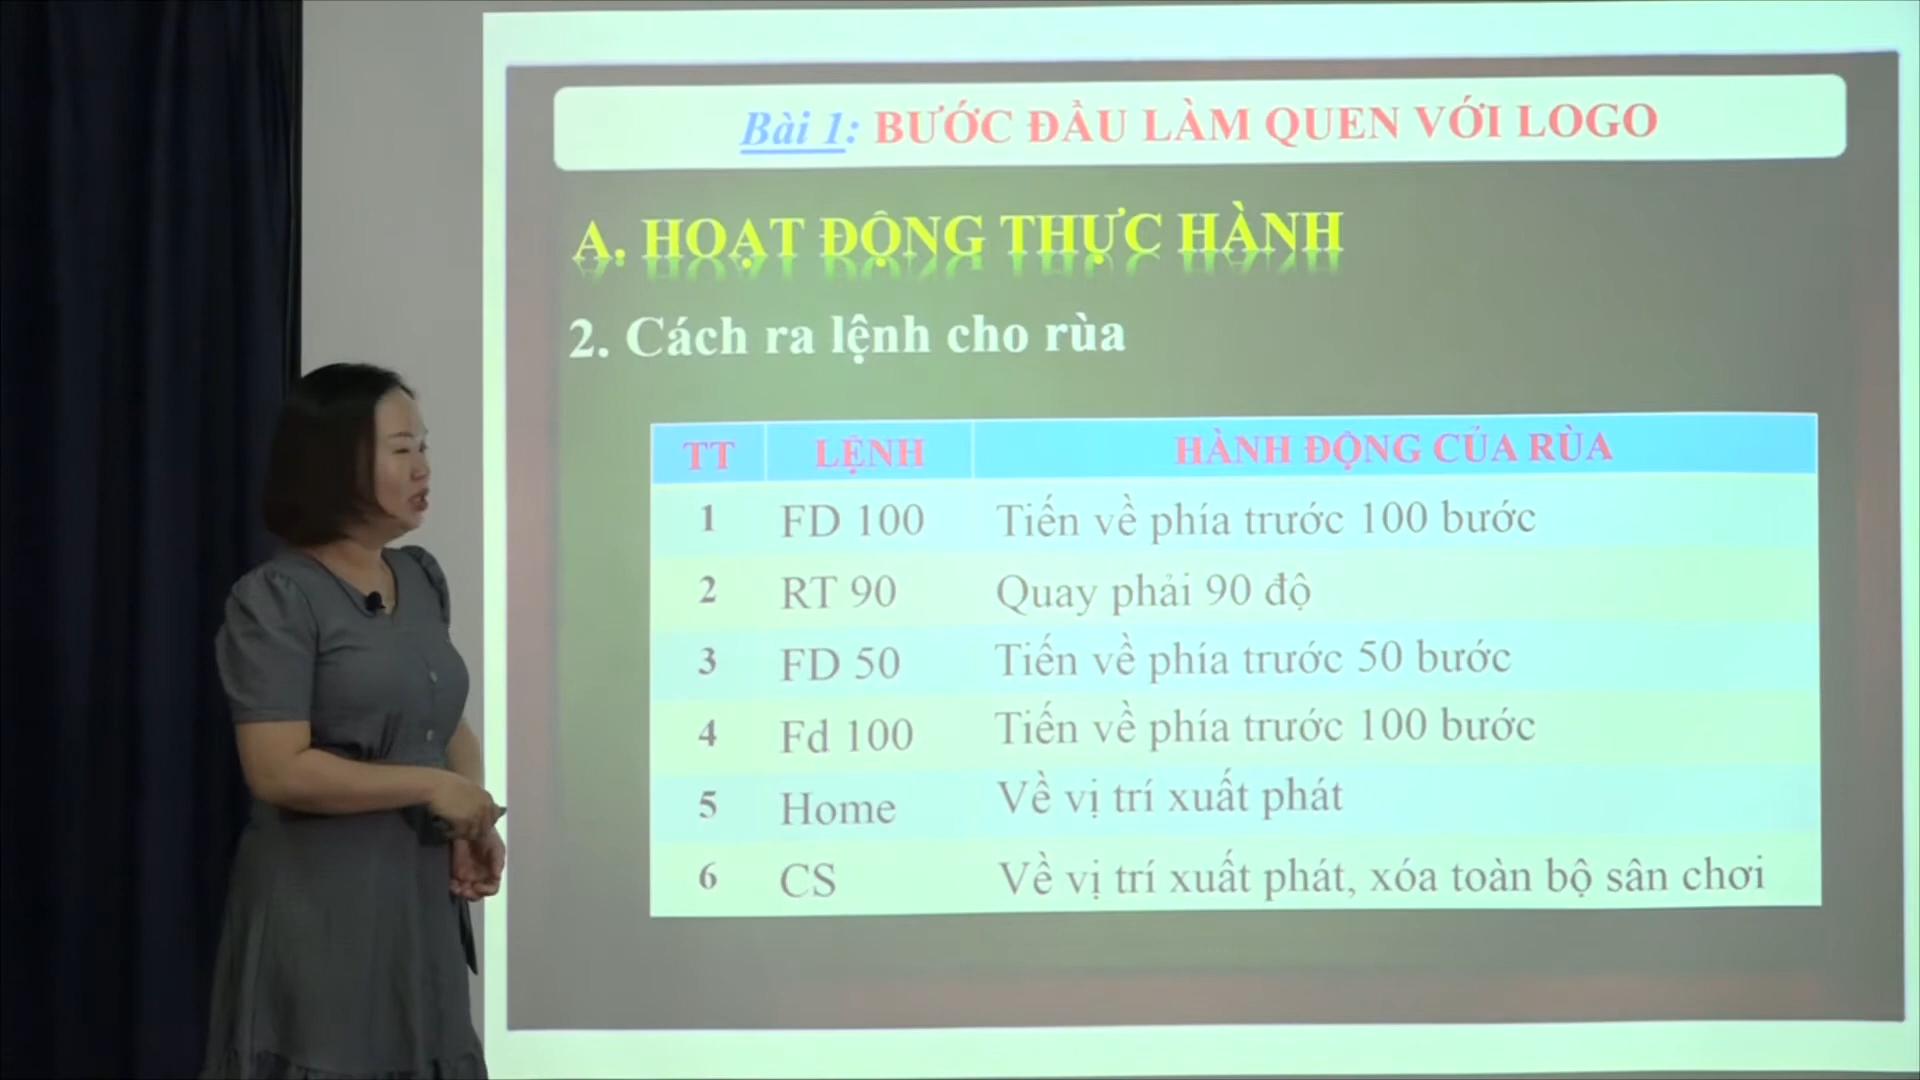 Bài 1: BƯỚC ĐẦU LÀM QUEN VỚI LOGO
A. HOẠT ĐỘNG THỰC HÀNH
2. Cách ra lệnh cho rùa
TT LỆNH HÀNH ĐỘNG CỦA RÙA
1 FD 100 Tiến về phía trước 100 bước
2 RT 90 Quay phải 90 độ
3 FD 50 Tiến về phía trước 50 bước
4 Fd 100 Tiến về phía trước 100 bước
5 Home Về vị trí xuất phát
6 CS Về vị trí xuất phát, xóa toàn bộ sân chơi